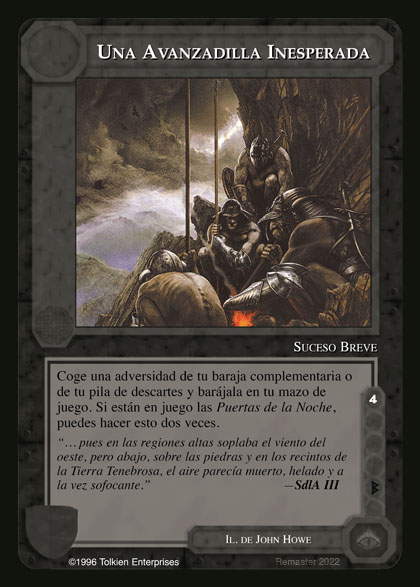 Una Avanzadilla Inesperada
Suceso Breve
Coge una adversidad de tu baraja complementaria o
de tu pila de descartes y barájala en tu mazo de
juego. Si están en juego las Puertas de la Noche,
puedes hacer esto dos veces.
4
“…pues en las regiones altas soplaba el viento del
oeste, pero abajo, sobre las piedras y en los recintos de
la Tierra Tenebrosa, el aire parecía muerto, helado y a
la vez sofocante.” –SdlA III
Il. de John Howe
©1996 Tolkien Enterprises
Remaster 2022